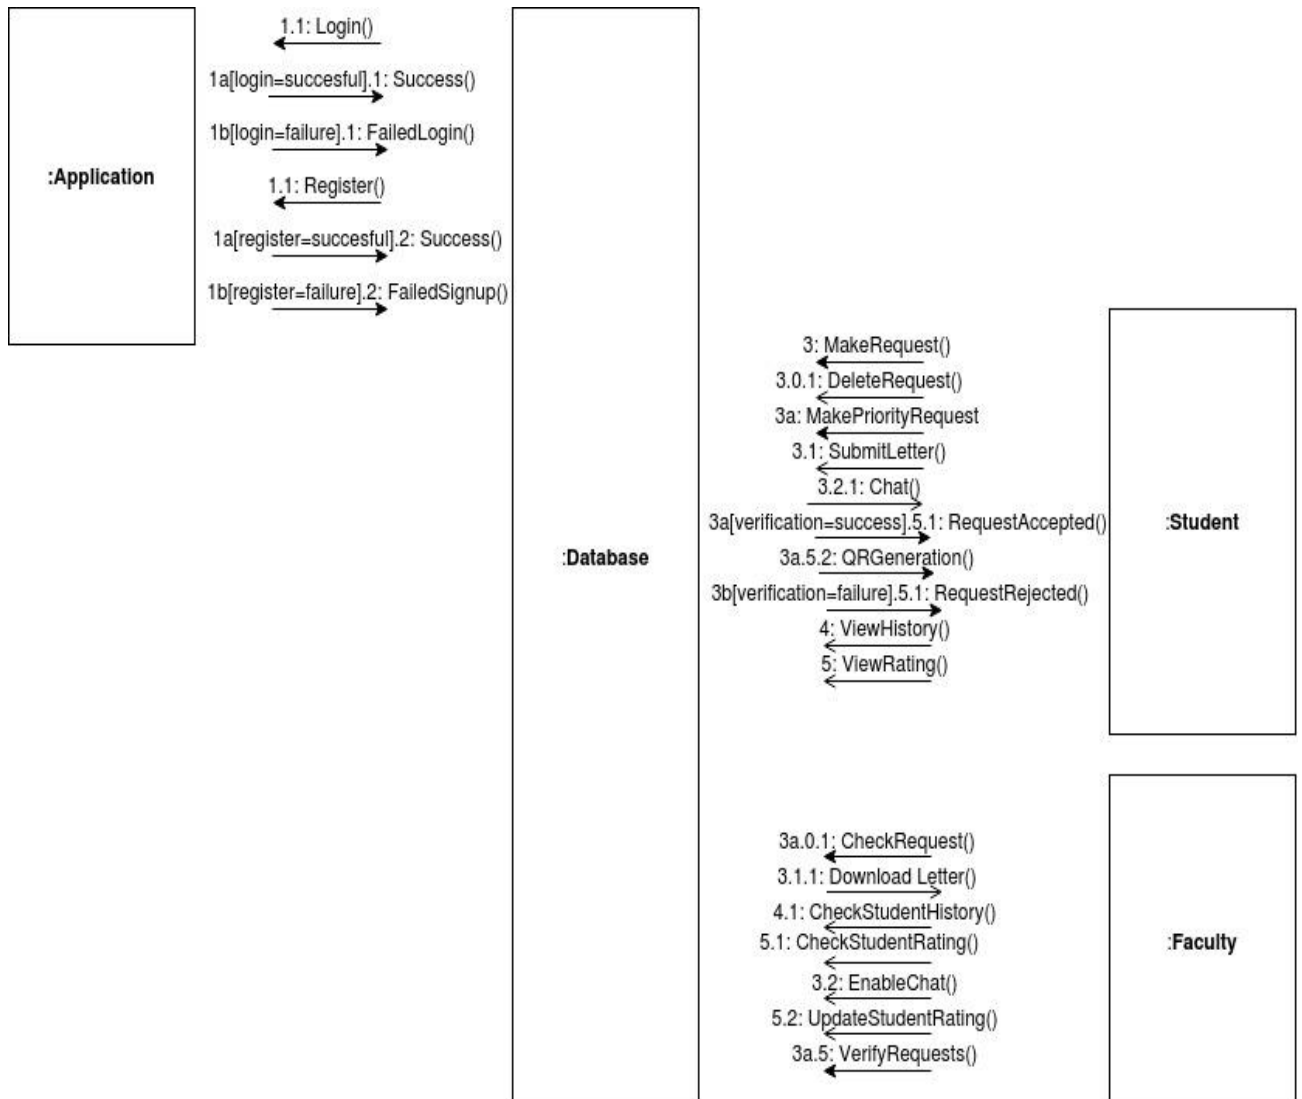 :Application
1.1: Login()
1a[login=succesful].1: Success()
1b[login=failure].1: FailedLogin()
1.1: Register()
1a[register=succesful].2: Success()
1b[register=failure].2: FailedSignup()
:Database
3: MakeRequest()
3.0.1: DeleteRequest()
3a: MakePriorityRequest
3.1: SubmitLetter()
3.2.1: Chat()
3a[verification=success].5.1: RequestAccepted()
3a.5.2: QRGeneration()
3b[verification=failure].5.1: RequestRejected()
4: ViewHistory()
5: ViewRating()
:Student
3a.0.1: CheckRequest()
3.1.1: Download Letter()
4.1: CheckStudentHistory()
5.1: CheckStudentRating()
3.2: EnableChat()
5.2: UpdateStudentRating()
3a.5: VerifyRequests()
:Faculty